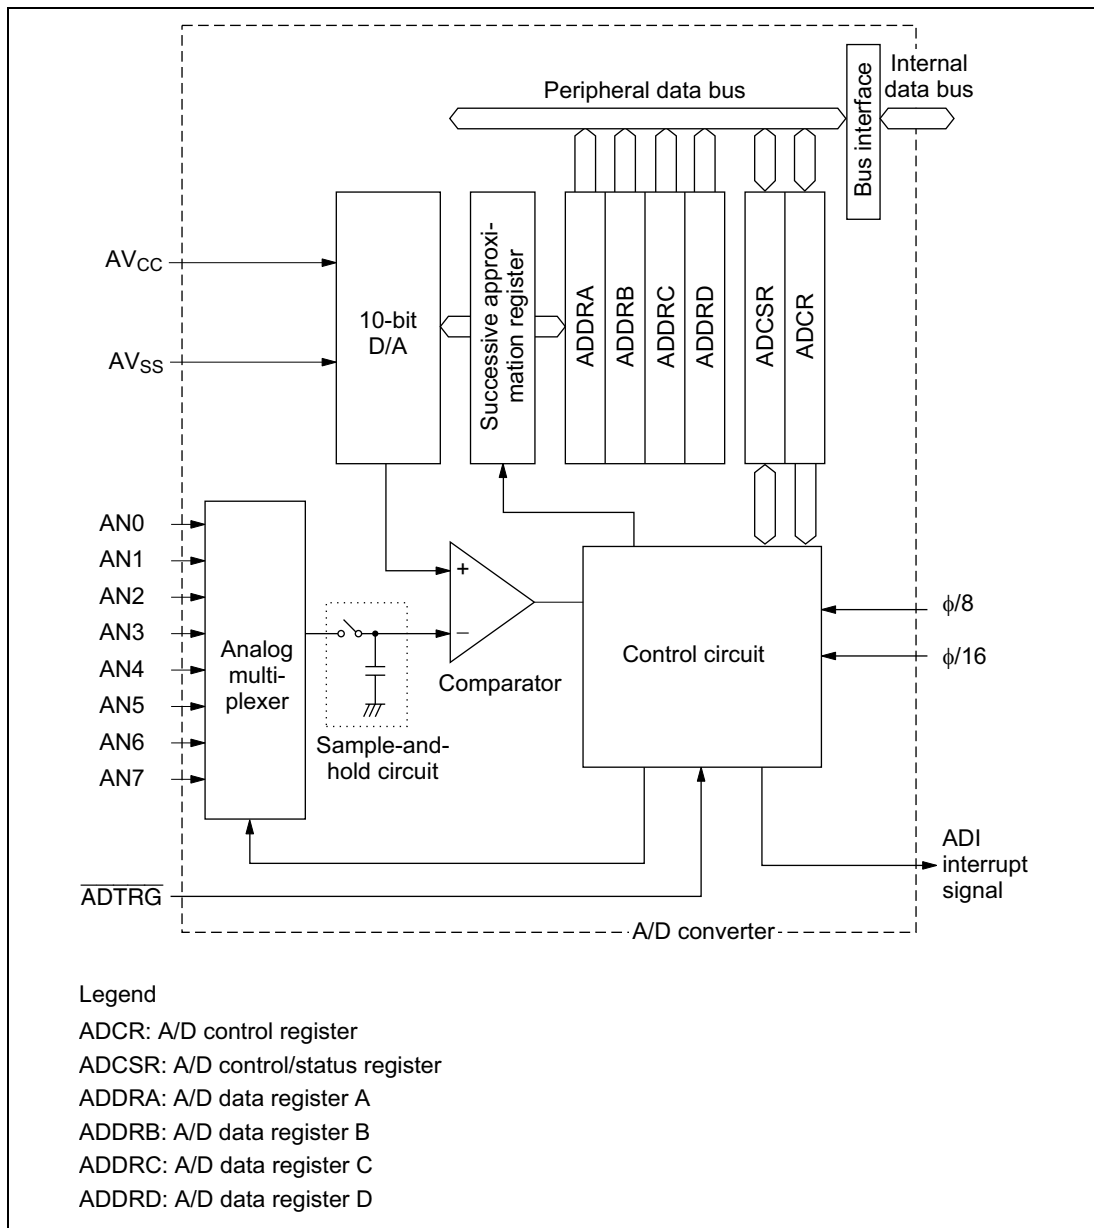 Peripheral data bus
Internal
data bus
Bus interface
AVCC
AVSS
10-bit
D/A
Successive approxi-
mation register
ADDRA
ADDRB
ADDRC
ADDRD
ADCSR
ADCR
AN0
AN1
AN2
AN3
AN4
AN5
AN6
AN7
Analog
multi-
plexer
+
−
Comparator
Sample-and-
hold circuit
Control circuit
ϕ/8
ϕ/16
ADTRG
ADI
interrupt
signal
A/D converter
Legend
ADCR: A/D control register
ADCSR: A/D control/status register
ADDRA: A/D data register A
ADDRB: A/D data register B
ADDRC: A/D data register C
ADDRD: A/D data register D